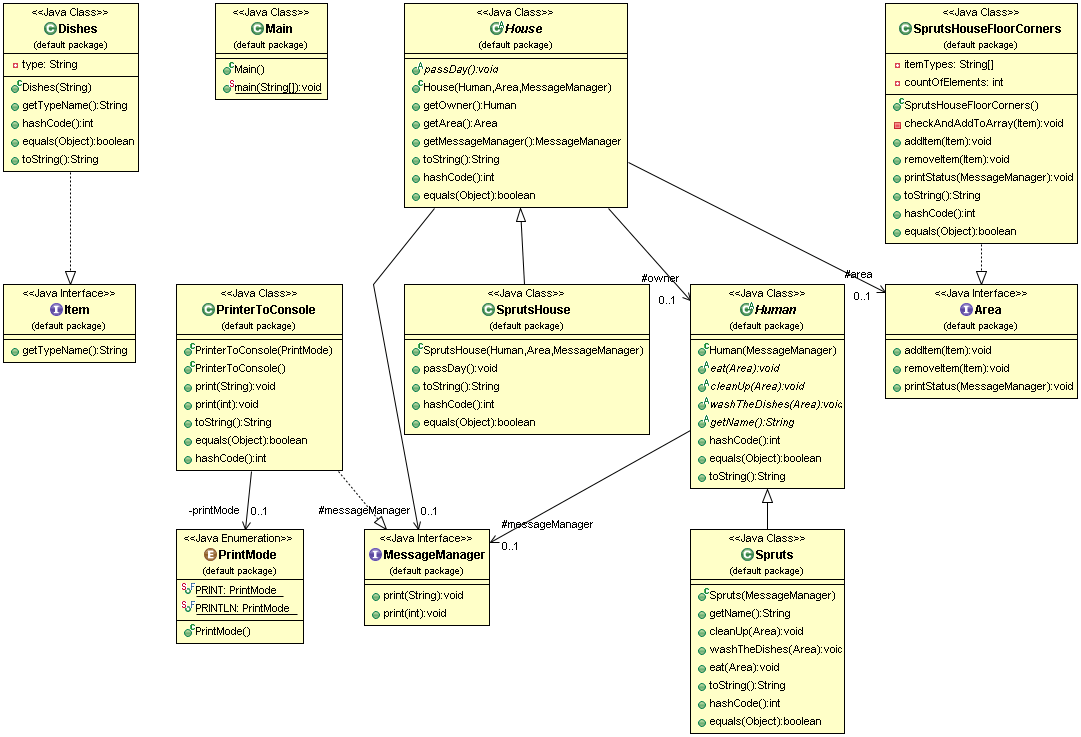 <<Java Class>>
Dishes
(default package)
type: String
Dishes(String)
getTypeName():String
hashCode():int
equals(Object):boolean
toString():String
<<Java Class>>
Main
(default package)
Main()
main(String[]):void
<<Java Class>>
House
(default package)
passDay():void
House(Human,Area,MessageManager)
getOwner():Human
getArea():Area
getMessageManager():MessageManager
toString():String
hashCode():int
equals(Object):boolean
<<Java Class>>
SprutsHouseFloorCorners
(default package)
itemTypes: String[]
countOfElements: int
SprutsHouseFloorCorners()
checkAndAddToArray(Item):void
addItem(Item):void
removeItem(Item):void
printStatus(MessageManager):void
toString():String
hashCode():int
equals(Object):boolean
#owner
0..1
#area
0..1
<<Java Interface>>
Item
(default package)
getTypeName():String
<<Java Class>>
PrinterToConsole
(default package)
PrinterToConsole(PrintMode)
PrinterToConsole()
print(String):void
print(int):void
toString():String
equals(Object):boolean
hashCode():int
<<Java Class>>
SprutsHouse
(default package)
SprutsHouse(Human,Area,MessageManager)
passDay():void
toString():String
hashCode():int
equals(Object):boolean
<<Java Class>>
Human
(default package)
Human(MessageManager)
eat(Area):void
cleanUp(Area):void
washTheDishes(Area):void
getName():String
hashCode():int
equals(Object):boolean
toString():String
<<Java Interface>>
Area
(default package)
addItem(Item):void
removeItem(Item):void
printStatus(MessageManager):void
-printMode
0..1
#messageManager
0..1
#messageManager
0..1
<<Java Enumeration>>
PrintMode
(default package)
PRINT: PrintMode
PRINTLN: PrintMode
PrintMode()
<<Java Interface>>
MessageManager
(default package)
print(String):void
print(int):void
<<Java Class>>
Spruts
(default package)
Spruts(MessageManager)
getName():String
cleanUp(Area):void
washTheDishes(Area):void
eat(Area):void
toString():String
hashCode():int
equals(Object):boolean